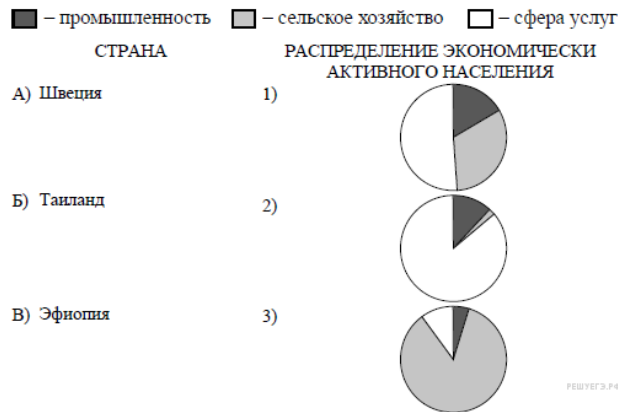 – промышленность – сельское хозяйство – сфера услуг
СТРАНА
РАСПРЕДЕЛЕНИЕ ЭКОНОМИЧЕСКИ
АКТИВНОГО НАСЕЛЕНИЯ
А) Швеция 1)
Б) Таиланд 2)
В) Эфиопия 3)
РЕШУЕГЭ.РФ